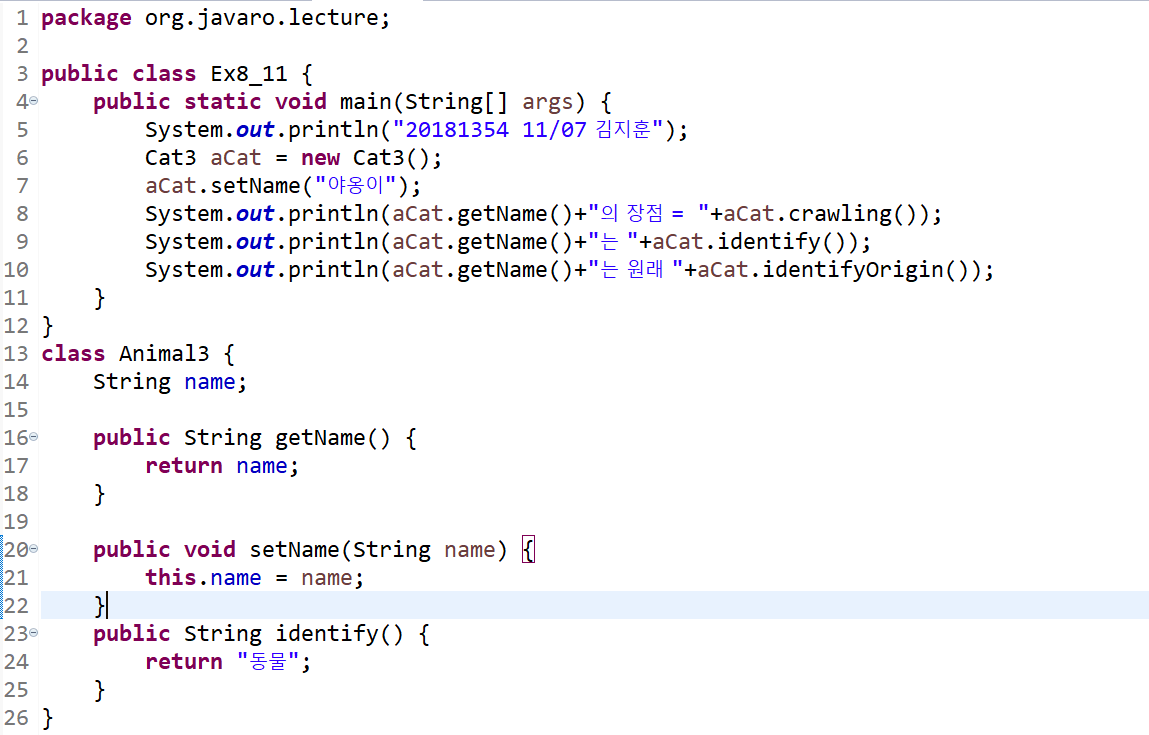 1 package org.javaro.lecture;
2
3 public class Ex8_11 {
4     public static void main(String[] args) {
5         System.out.println("20181354 11/07 김지훈");
6         Cat3 aCat = new Cat3();
7         aCat.setName("야옹이");
8         System.out.println(aCat.getName()+"의 장점 = "+aCat.crawling());
9         System.out.println(aCat.getName()+"는 "+aCat.identify());
10         System.out.println(aCat.getName()+"는 원래 "+aCat.identifyOrigin());
11     }
12 }
13 class Animal3 {
14     String name;
15
16     public String getName() {
17         return name;
18     }
19
20     public void setName(String name) {
21         this.name = name;
22     }
23     public String identify() {
24         return "동물";
25     }
26 }